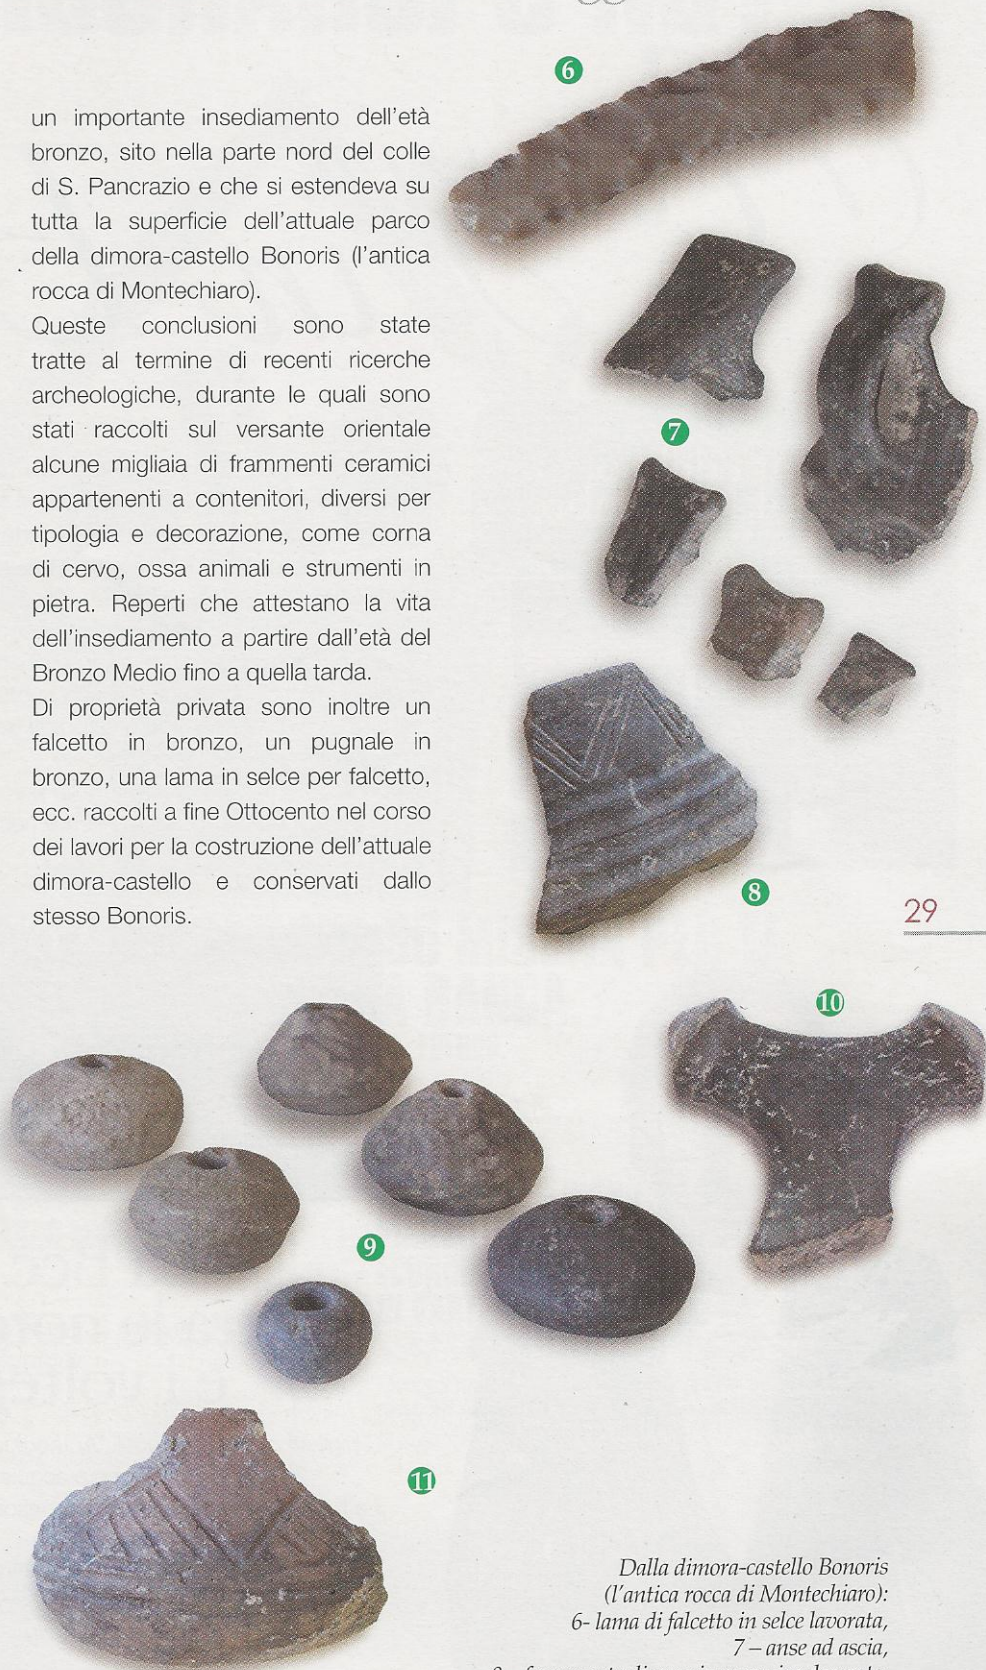 un importante insediamento dell'età
bronzo, sito nella parte nord del colle
di S. Pancrazio e che si estendeva su
tutta la superficie dell'attuale parco
della dimora-castello Bonoris (l'antica
rocca di Montechiaro).
Queste conclusioni sono state
tratte al termine di recenti ricerche
archeologiche, durante le quali sono
stati raccolti sul versante orientale
alcune migliaia di frammenti ceramici
appartenenti a contenitori, diversi per
tipologia e decorazione, come corna
di cervo, ossa animali e strumenti in
pietra. Reperti che attestano la vita
dell'insediamento a partire dall'età del
Bronzo Medio fino a quella tarda.
Di proprietà privata sono inoltre un
falcetto in bronzo, un pugnale in
bronzo, una lama in selce per falcetto,
ecc. raccolti a fine Ottocento nel corso
dei lavori per la costruzione dell'attuale
dimora-castello e conservati dallo
stesso Bonoris.
6
7
8
29
10
9
11
Dalla dimora-castello Bonoris
(l'antica rocca di Montechiaro):
6- lama di falcetto in selce lavorata,
7 – anse ad ascia,